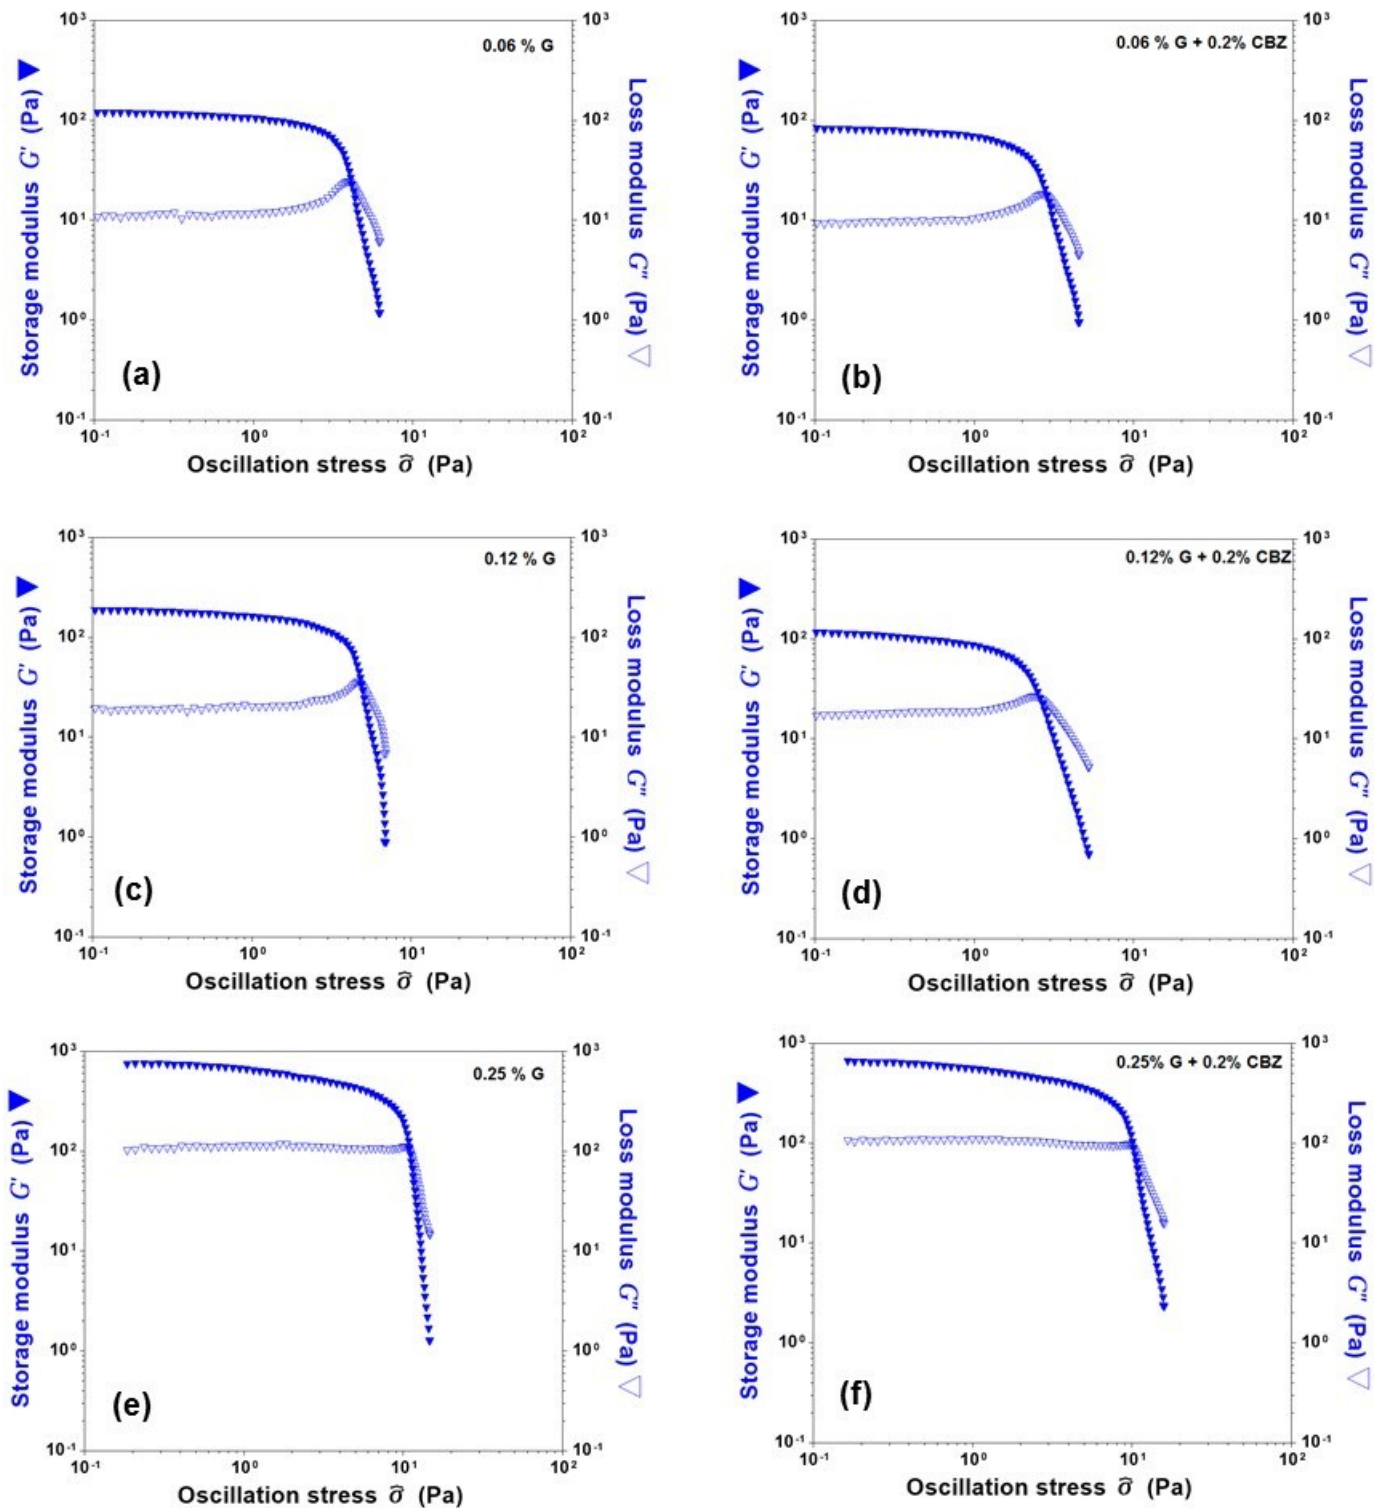 0.06 % G
Storage modulus G' (Pa)
Loss modulus G'' (Pa)
10³
10²
10¹
10⁰
10⁻¹
10³
10²
10¹
10⁰
10⁻¹
(a)
10⁻¹ 10⁰ 10¹ 10²
Oscillation stress σ̂ (Pa)
0.06 % G + 0.2% CBZ
Storage modulus G' (Pa)
Loss modulus G'' (Pa)
10³
10²
10¹
10⁰
10⁻¹
10³
10²
10¹
10⁰
10⁻¹
(b)
10⁻¹ 10⁰ 10¹ 10²
Oscillation stress σ̂ (Pa)
0.12 % G
Storage modulus G' (Pa)
Loss modulus G'' (Pa)
10³
10²
10¹
10⁰
10⁻¹
10³
10²
10¹
10⁰
10⁻¹
(c)
10⁻¹ 10⁰ 10¹ 10²
Oscillation stress σ̂ (Pa)
0.12% G + 0.2% CBZ
Storage modulus G' (Pa)
Loss modulus G'' (Pa)
10³
10²
10¹
10⁰
10⁻¹
10³
10²
10¹
10⁰
10⁻¹
(d)
10⁻¹ 10⁰ 10¹ 10²
Oscillation stress σ̂ (Pa)
0.25 % G
Storage modulus G' (Pa)
Loss modulus G'' (Pa)
10³
10²
10¹
10⁰
10⁻¹
10³
10²
10¹
10⁰
10⁻¹
(e)
10⁻¹ 10⁰ 10¹ 10²
Oscillation stress σ̂ (Pa)
0.25% G + 0.2% CBZ
Storage modulus G' (Pa)
Loss modulus G'' (Pa)
10³
10²
10¹
10⁰
10⁻¹
10³
10²
10¹
10⁰
10⁻¹
(f)
10⁻¹ 10⁰ 10¹ 10²
Oscillation stress σ̂ (Pa)